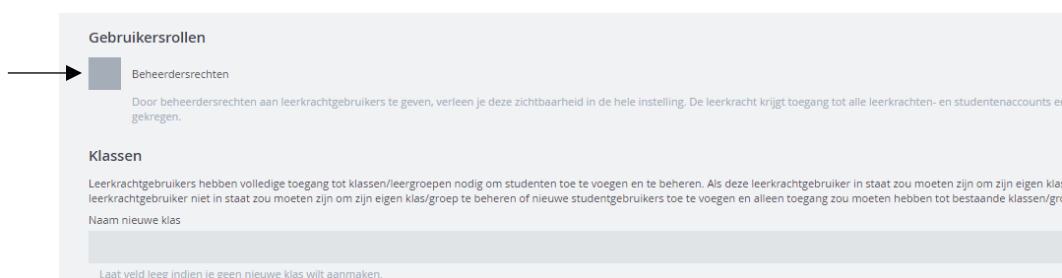 Gebruikersrollen
Beheerdersrechten
Door beheerdersrechten aan leerkrachtgebruikers te geven, verleen je deze zichtbaarheid in de hele instelling. De leerkracht krijgt toegang tot alle leerkrachten- en studentenaccounts
gekregen.
Klassen
Leerkrachtgebruikers hebben volledige toegang tot klassen/leergroepen nodig om studenten toe te voegen en te beheren. Als deze leerkrachtgebruiker in staat zou moeten zijn om zijn eigen
leerkrachtgebruiker niet in staat zou moeten zijn om zijn eigen klas/groep te beheren of nieuwe studentgebruikers toe te voegen en alleen toegang zou moeten hebben tot bestaande
Naam nieuwe klas
Laat veld leeg indien je geen nieuwe klas wilt aanmaken.